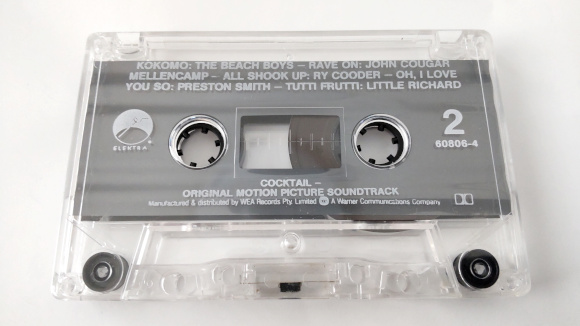 KOKOMO: THE BEACH BOYS – RAVE ON: JOHN COUGAR
MELLENCAMP – ALL SHOOK UP: RY COODER – OH, I LOVE
YOU SO: PRESTON SMITH – TUTTI FRUTTI: LITTLE RICHARD
ELEKTRA
2
60806-4
COCKTAIL –
ORIGINAL MOTION PICTURE SOUNDTRACK
Manufactured & distributed by WEA Records Pty. Limited A Warner Communications Company